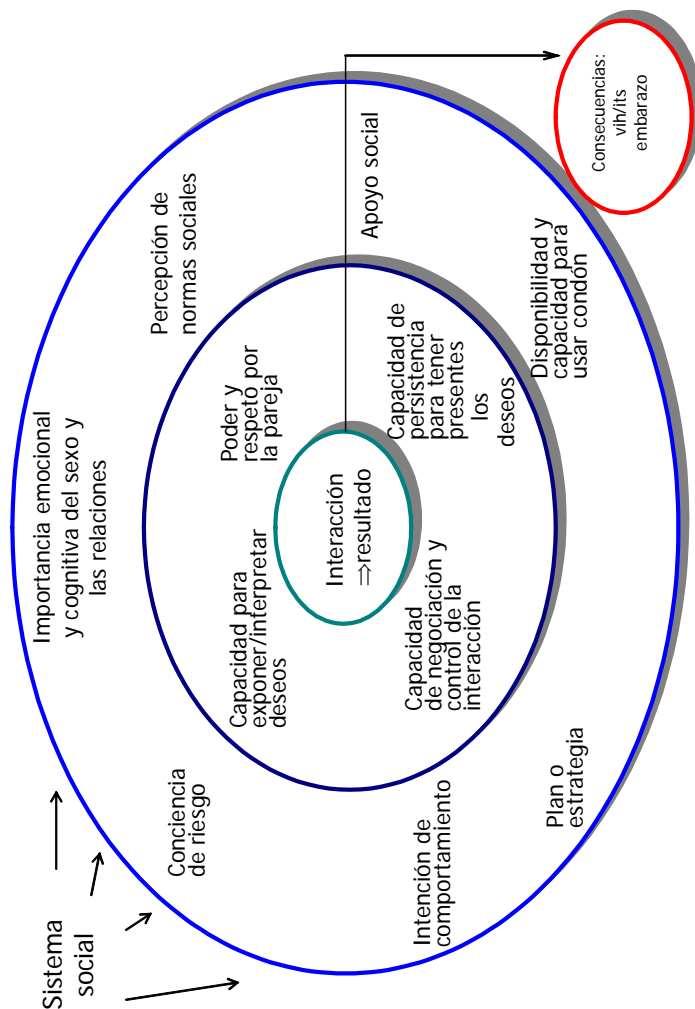 Sistema
social
Importancia emocional
y cognitiva del sexo y
las relaciones
Conciencia
de riesgo
Percepción de
normas sociales
Capacidad para
exponer/interpretar
deseos
Poder y
respeto por
la pareja
Interacción
⇒resultado
Apoyo social
Capacidad
de negociación y
control de la
interacción
Capacidad de
persistencia
para tener
presentes
los
deseos
Intención de
comportamiento
Plan o
estrategia
Disponibilidad y
capacidad para
usar condón
Consecuencias:
vih/its
embarazo